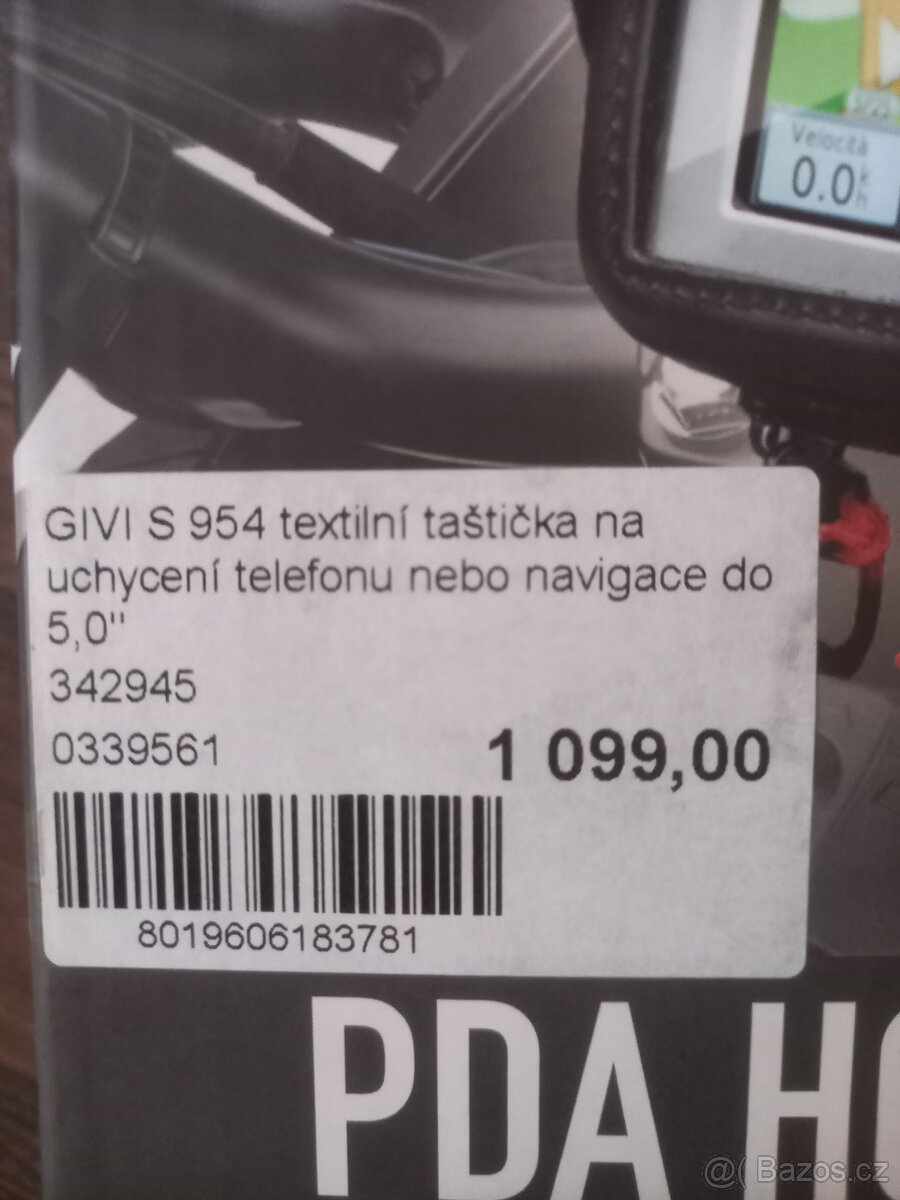 Velocità
0.0 k
h
GIVI S 954 textilní taštička na
uchycení telefonu nebo navigace do
5,0"
342945
0339561
1 099,00
8019606183781
PDA HO
@( Bazos.cz